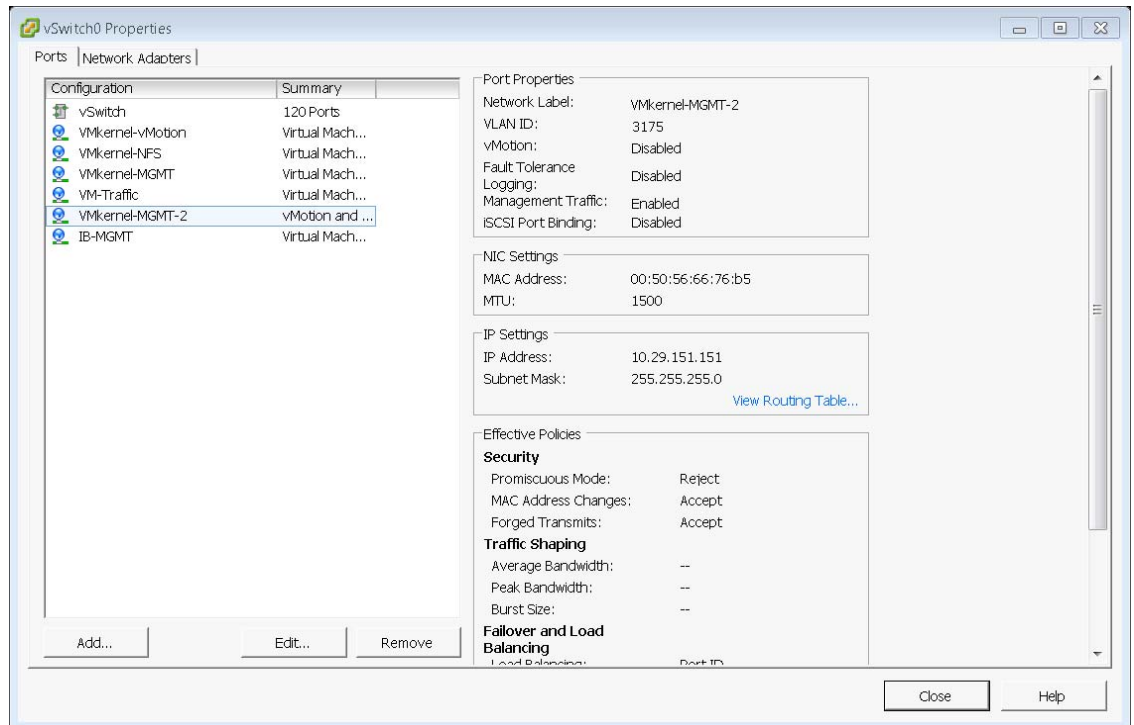 vSwitch0 Properties
Ports Network Adapters
Configuration Summary
vSwitch 120 Ports
VMkernel-vMotion Virtual Mach...
VMkernel-NFS Virtual Mach...
VMkernel-MGMT Virtual Mach...
VM-Traffic Virtual Mach...
VMkernel-MGMT-2 vMotion and ...
IB-MGMT Virtual Mach...
Add... Edit... Remove
Port Properties
Network Label: VMkernel-MGMT-2
VLAN ID: 3175
vMotion: Disabled
Fault Tolerance
Logging: Disabled
Management Traffic: Enabled
iSCSI Port Binding: Disabled
NIC Settings
MAC Address: 00:50:56:66:76:b5
MTU: 1500
IP Settings
IP Address: 10.29.151.151
Subnet Mask: 255.255.255.0
View Routing Table...
Effective Policies
Security
Promiscuous Mode: Reject
MAC Address Changes: Accept
Forged Transmits: Accept
Traffic Shaping
Average Bandwidth: --
Peak Bandwidth: --
Burst Size: --
Failover and Load
Balancing
Load Balancing: Port ID
Close Help